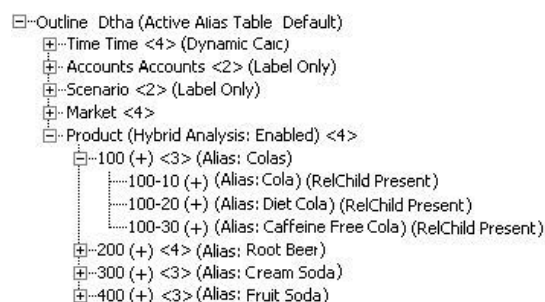 Outline Dtha (Active Alias Table Default)
Time Time <4> (Dynamic Calc)
Accounts Accounts <2> (Label Only)
Scenario <2> (Label Only)
Market <4>
Product (Hybrid Analysis: Enabled) <4>
100 (+) <3> (Alias: Colas)
100-10 (+) (Alias: Cola) (RelChild Present)
100-20 (+) (Alias: Diet Cola) (RelChild Present)
100-30 (+) (Alias: Caffeine Free Cola) (RelChild Present)
200 (+) <4> (Alias: Root Beer)
300 (+) <3> (Alias: Cream Soda)
400 (+) <3> (Alias: Fruit Soda)